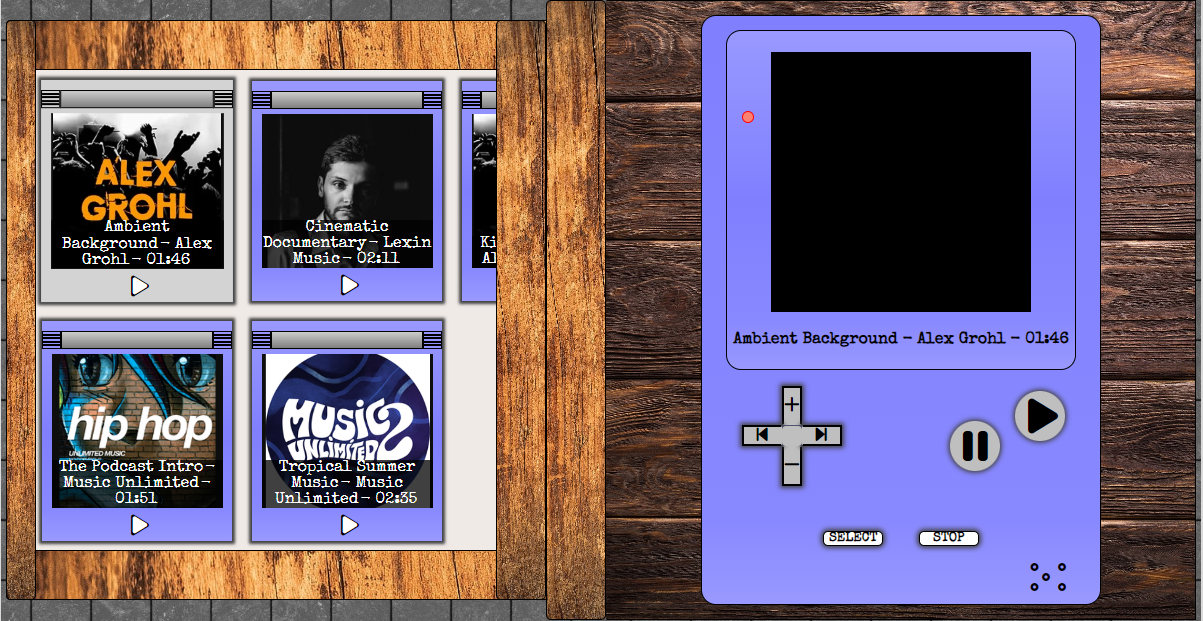 ALEX
GROHL
Ambient
Background - Alex
Grohl - 01:46
Cinematic
Documentary - Lexin
Music - 02:11
hip hop
UNLIMITED MUSIC
The Podcast Intro -
Music Unlimited -
01:51
MUSIC
UNLIMITED
Tropical Summer
Music - Music
Unlimited - 02:35
Ambient Background - Alex Grohl - 01:46
+
-
SELECT
STOP